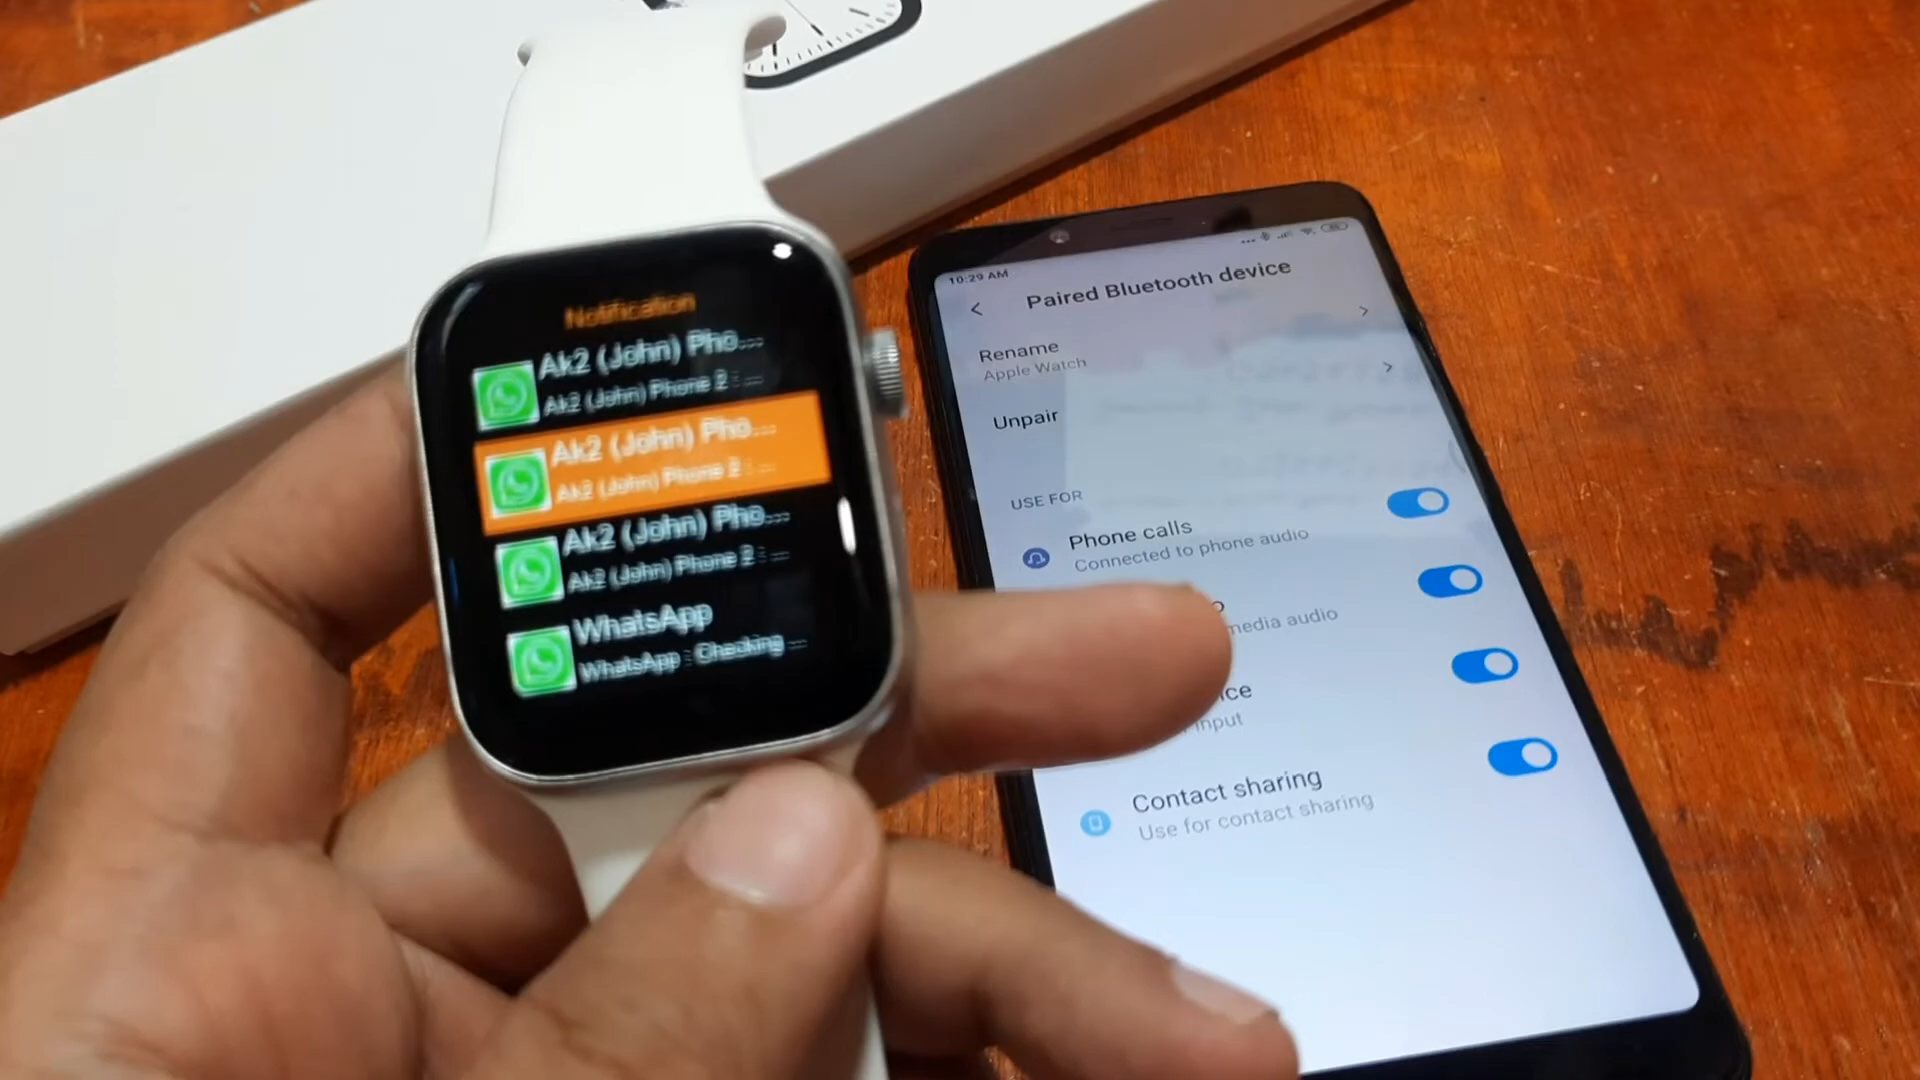 Notification
Ak2 (John) Pho...
Ak2 (John) Phone 2 : ...
Ak2 (John) Pho...
Ak2 (John) Phone 2 : ...
Ak2 (John) Pho...
Ak2 (John) Phone 2 : ...
WhatsApp
WhatsApp : Checking ...
10:29 AM
Paired Bluetooth device
Rename
Apple Watch
Unpair
USE FOR
Phone calls
Connected to phone audio
media audio
input
Contact sharing
Use for contact sharing